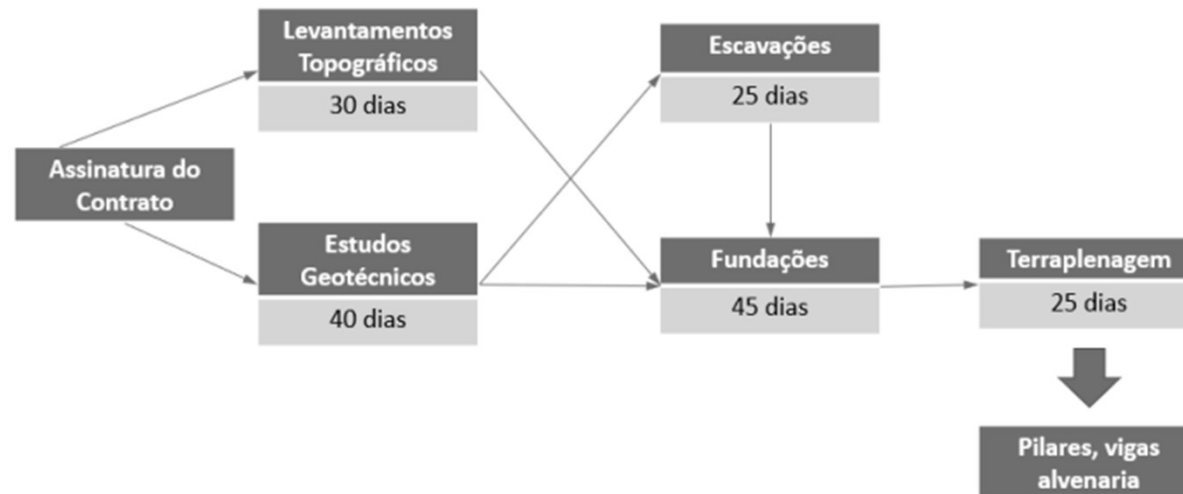 Levantamentos
Topográficos
30 dias
Escavações
25 dias
Assinatura do
Contrato
Estudos
Geotécnicos
40 dias
Fundações
45 dias
Terraplenagem
25 dias
Pilares, vigas
alvenaria